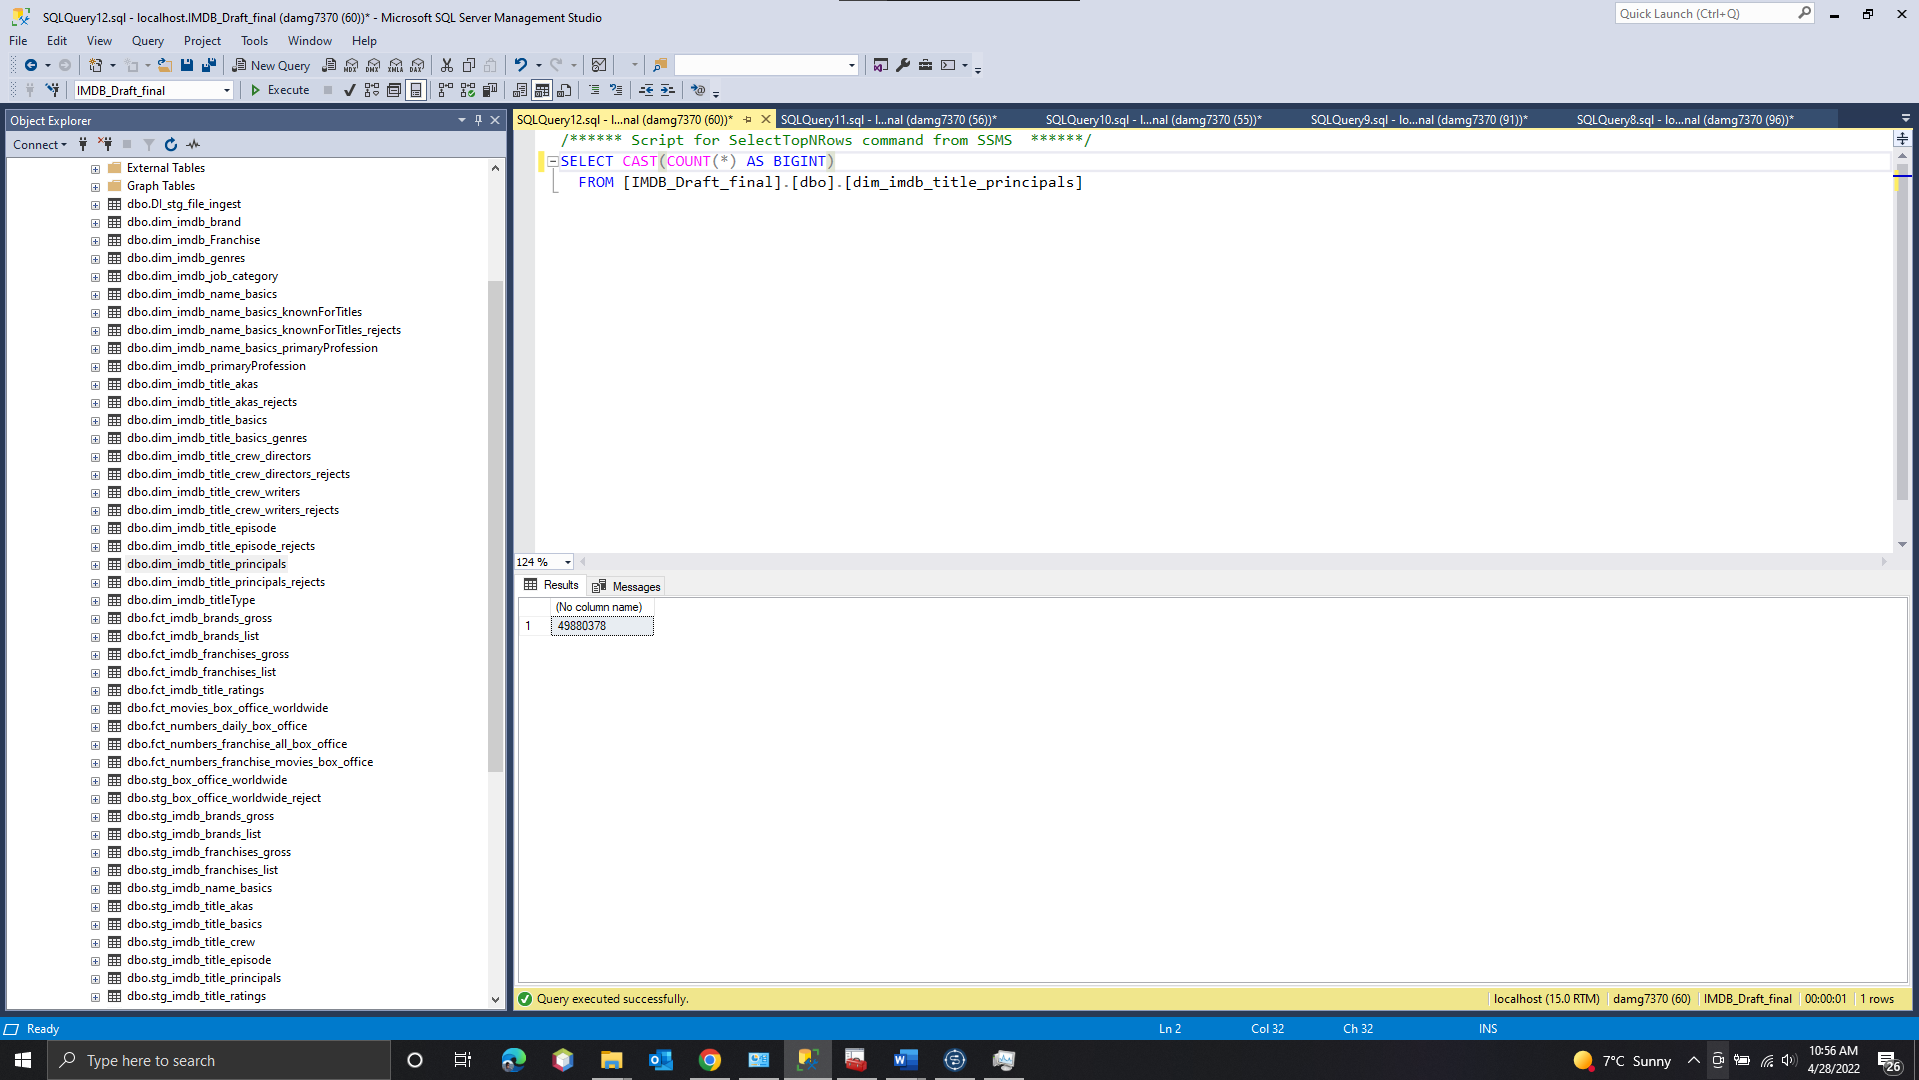 SQLQuery12.sql - localhost.IMDB_Draft_final (damg7370 (60))* - Microsoft SQL Server Management Studio
Quick Launch (Ctrl+Q)
File Edit View Query Project Tools Window Help
New Query
MDX DMX XMLA DAX
IMDB_Draft_final
Execute
Object Explorer
Connect
External Tables
Graph Tables
dbo.DI_stg_file_ingest
dbo.dim_imdb_brand
dbo.dim_imdb_Franchise
dbo.dim_imdb_genres
dbo.dim_imdb_job_category
dbo.dim_imdb_name_basics
dbo.dim_imdb_name_basics_knownForTitles
dbo.dim_imdb_name_basics_knownForTitles_rejects
dbo.dim_imdb_name_basics_primaryProfession
dbo.dim_imdb_primaryProfession
dbo.dim_imdb_title_akas
dbo.dim_imdb_title_akas_rejects
dbo.dim_imdb_title_basics
dbo.dim_imdb_title_basics_genres
dbo.dim_imdb_title_crew_directors
dbo.dim_imdb_title_crew_directors_rejects
dbo.dim_imdb_title_crew_writers
dbo.dim_imdb_title_crew_writers_rejects
dbo.dim_imdb_title_episode
dbo.dim_imdb_title_episode_rejects
dbo.dim_imdb_title_principals
dbo.dim_imdb_title_principals_rejects
dbo.dim_imdb_titleType
dbo.fct_imdb_brands_gross
dbo.fct_imdb_brands_list
dbo.fct_imdb_franchises_gross
dbo.fct_imdb_franchises_list
dbo.fct_imdb_title_ratings
dbo.fct_movies_box_office_worldwide
dbo.fct_numbers_daily_box_office
dbo.fct_numbers_franchise_all_box_office
dbo.fct_numbers_franchise_movies_box_office
dbo.stg_box_office_worldwide
dbo.stg_box_office_worldwide_reject
dbo.stg_imdb_brands_gross
dbo.stg_imdb_brands_list
dbo.stg_imdb_franchises_gross
dbo.stg_imdb_franchises_list
dbo.stg_imdb_name_basics
dbo.stg_imdb_title_akas
dbo.stg_imdb_title_basics
dbo.stg_imdb_title_crew
dbo.stg_imdb_title_episode
dbo.stg_imdb_title_principals
dbo.stg_imdb_title_ratings
SQLQuery12.sql - l...nal (damg7370 (60))* SQLQuery11.sql - l...nal (damg7370 (56))* SQLQuery10.sql - l...nal (damg7370 (55))* SQLQuery9.sql - lo...nal (damg7370 (91))* SQLQuery8.sql - lo...nal (damg7370 (96))*
/****** Script for SelectTopNRows command from SSMS ******/
SELECT CAST(COUNT(*) AS BIGINT)
FROM [IMDB_Draft_final].[dbo].[dim_imdb_title_principals]
124 %
Results Messages
(No column name)
1 49880378
Query executed successfully. localhost (15.0 RTM) damg7370 (60) IMDB_Draft_final 00:00:01 1 rows
Ready Ln 2 Col 32 Ch 32 INS
Type here to search
7°C Sunny
10:56 AM
4/28/2022
26